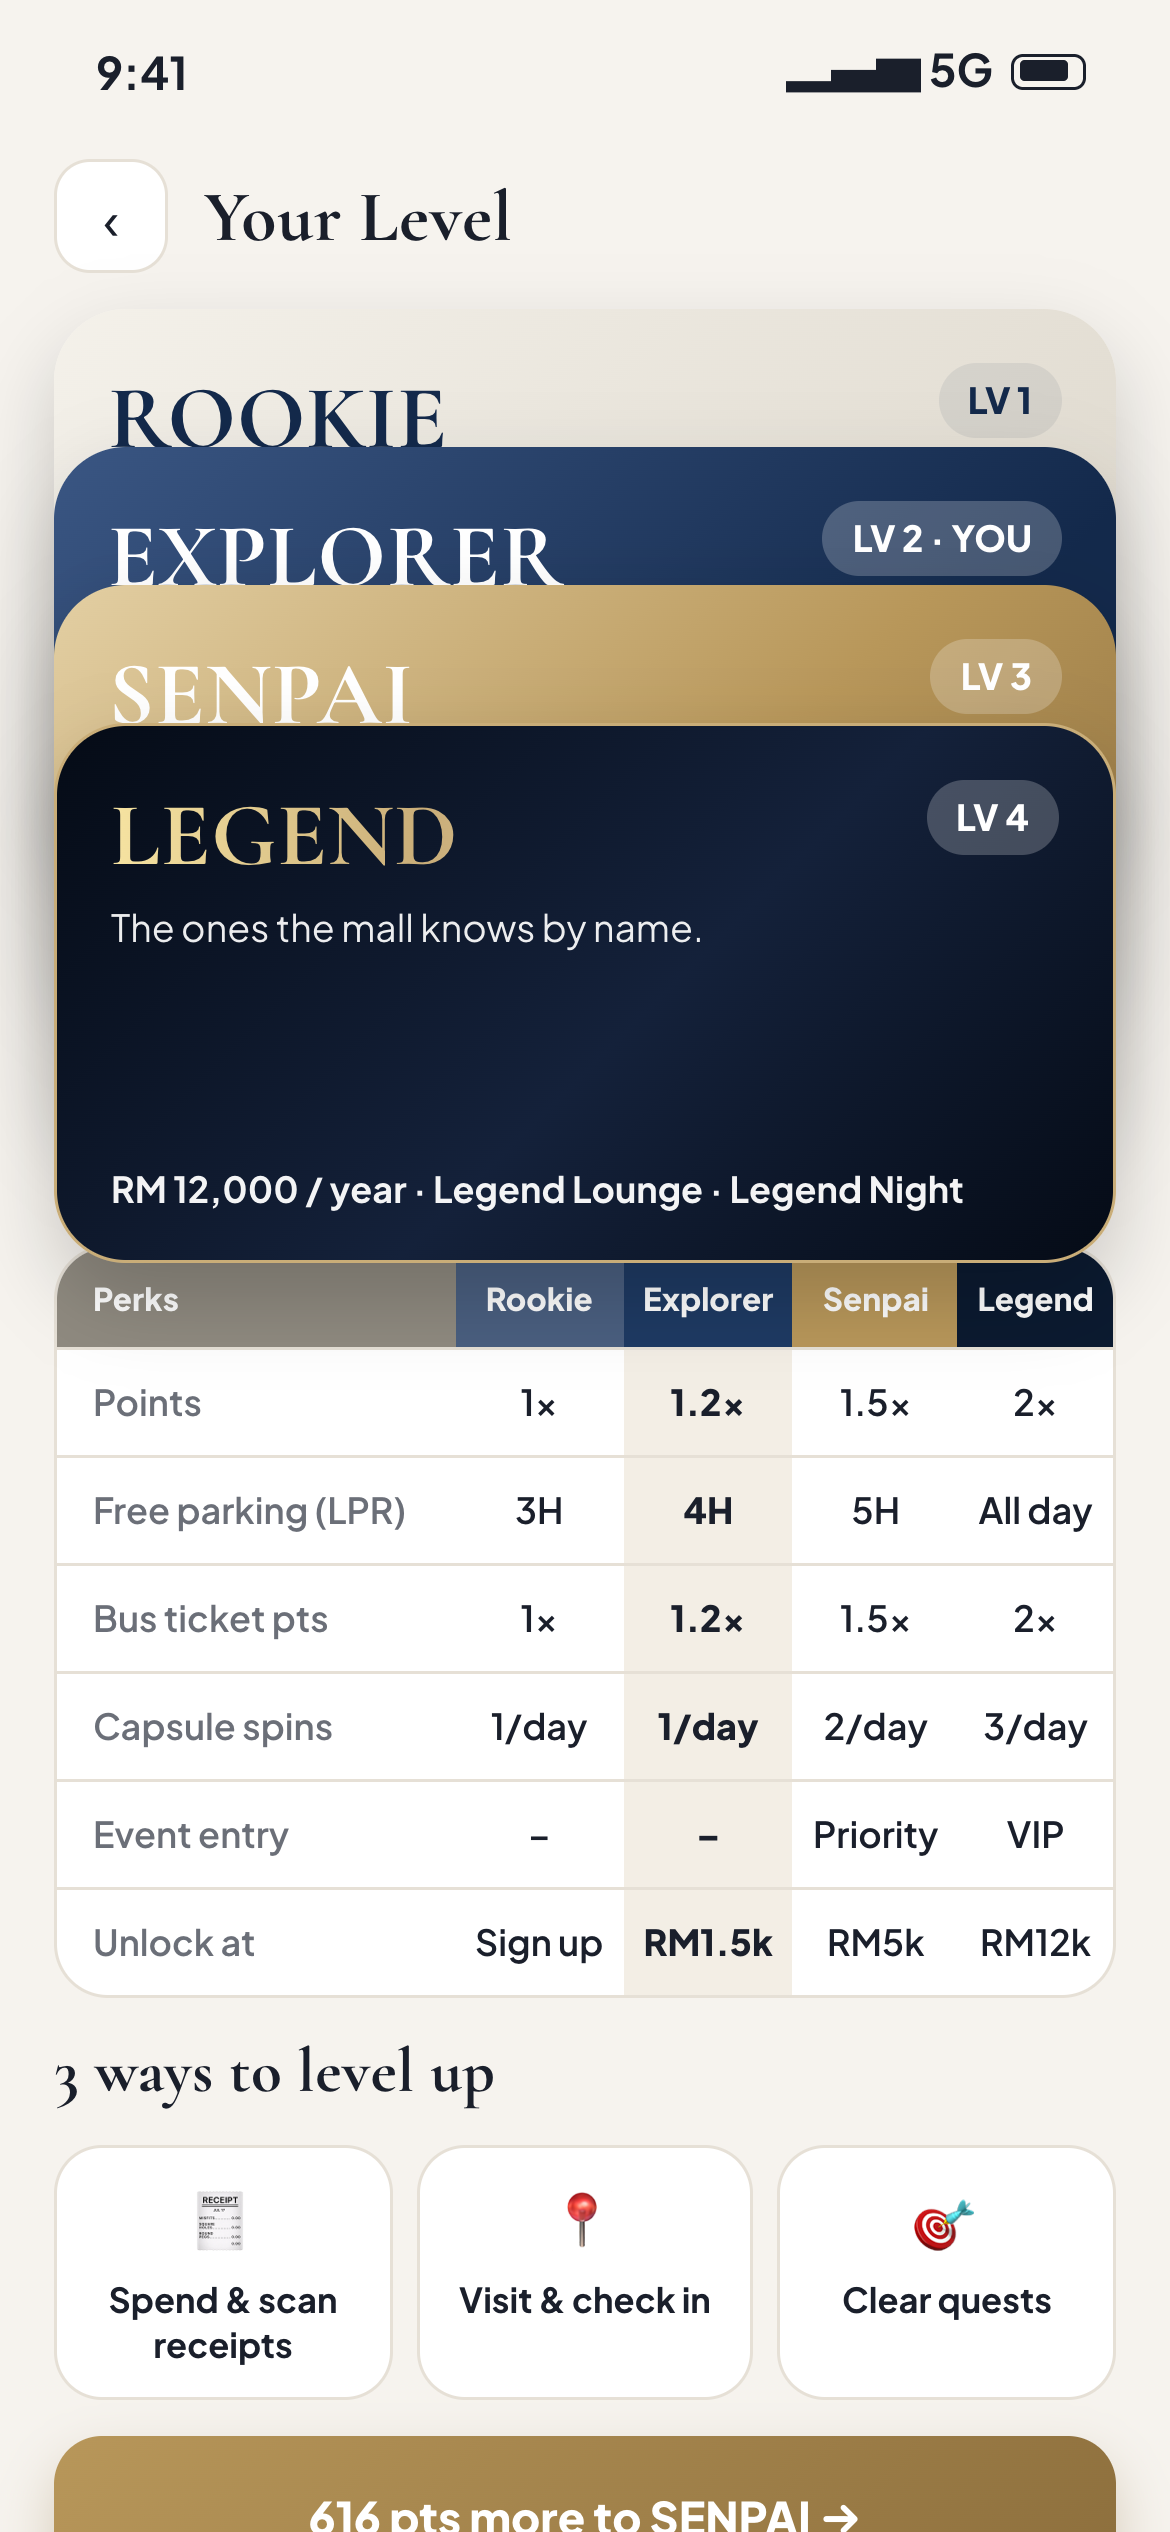 9:41
5G
‹ Your Level
ROOKIE
LV 1
EXPLORER
LV 2 · YOU
SENPAI
LV 3
LEGEND
LV 4
The ones the mall knows by name.
RM 12,000 / year · Legend Lounge · Legend Night
Perks Rookie Explorer Senpai Legend
Points 1× 1.2× 1.5× 2×
Free parking (LPR) 3H 4H 5H All day
Bus ticket pts 1× 1.2× 1.5× 2×
Capsule spins 1/day 1/day 2/day 3/day
Event entry – – Priority VIP
Unlock at Sign up RM1.5k RM5k RM12k
3 ways to level up
RECEIPT
Spend & scan
receipts
Visit & check in
Clear quests
616 pts more to SENPAI →